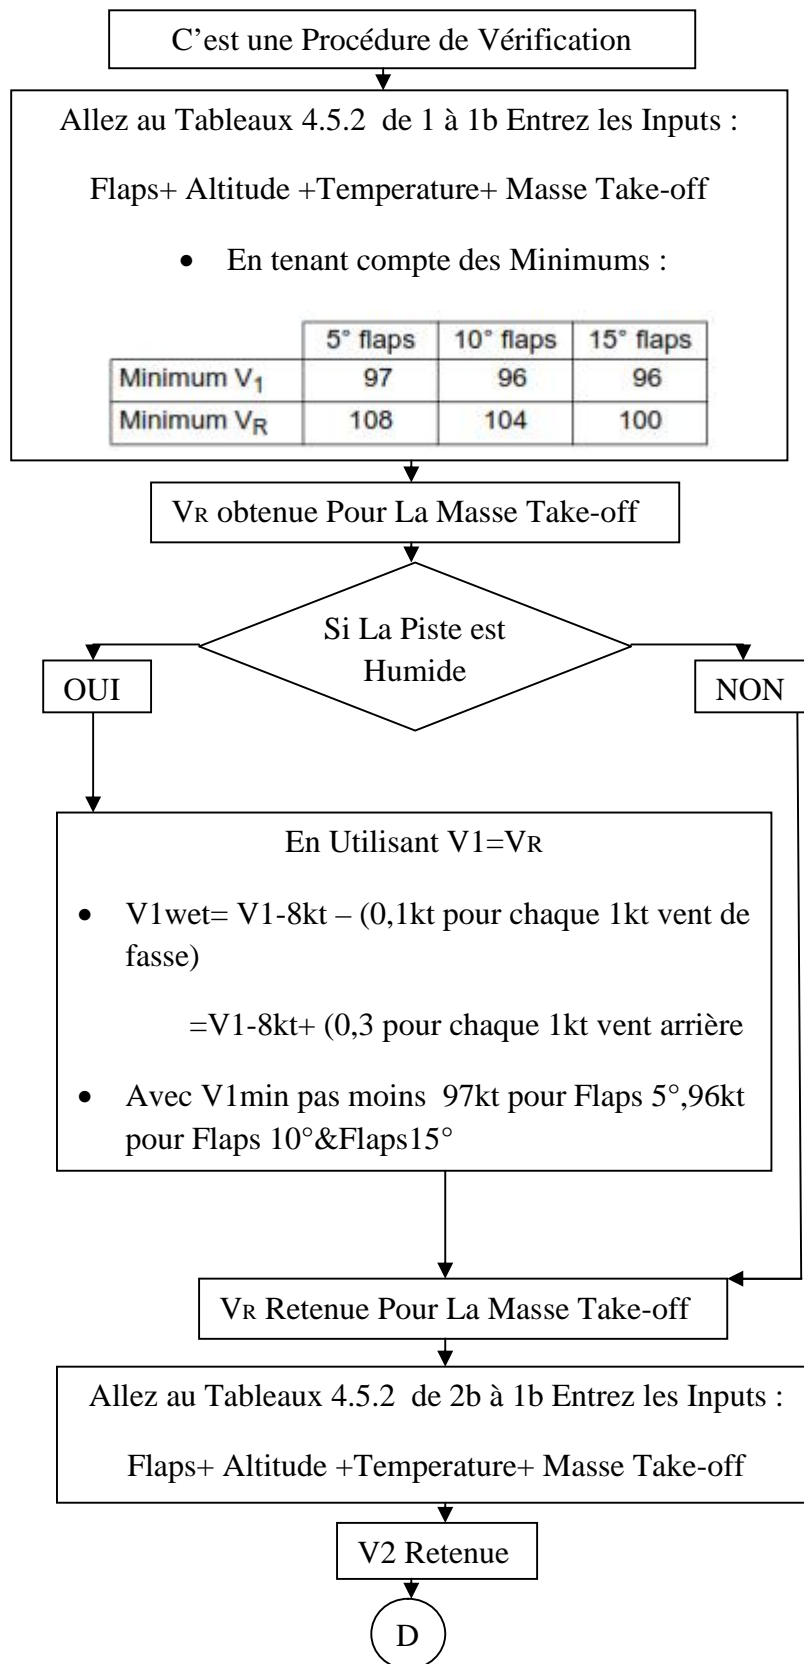 C'est une Procédure de Vérification
Allez au Tableaux 4.5.2 de 1 à 1b Entrez les Inputs :
Flaps+ Altitude +Temperature+ Masse Take-off
• En tenant compte des Minimums :
5° flaps 10° flaps 15° flaps
Minimum V1 97 96 96
Minimum VR 108 104 100
VR obtenue Pour La Masse Take-off
Si La Piste est
Humide
OUI
NON
En Utilisant V1=VR
• V1wet= V1-8kt – (0,1kt pour chaque 1kt vent de
fasse)
=V1-8kt+ (0,3 pour chaque 1kt vent arrière
• Avec V1min pas moins 97kt pour Flaps 5°,96kt
pour Flaps 10°&Flaps15°
VR Retenue Pour La Masse Take-off
Allez au Tableaux 4.5.2 de 2b à 1b Entrez les Inputs :
Flaps+ Altitude +Temperature+ Masse Take-off
V2 Retenue
D